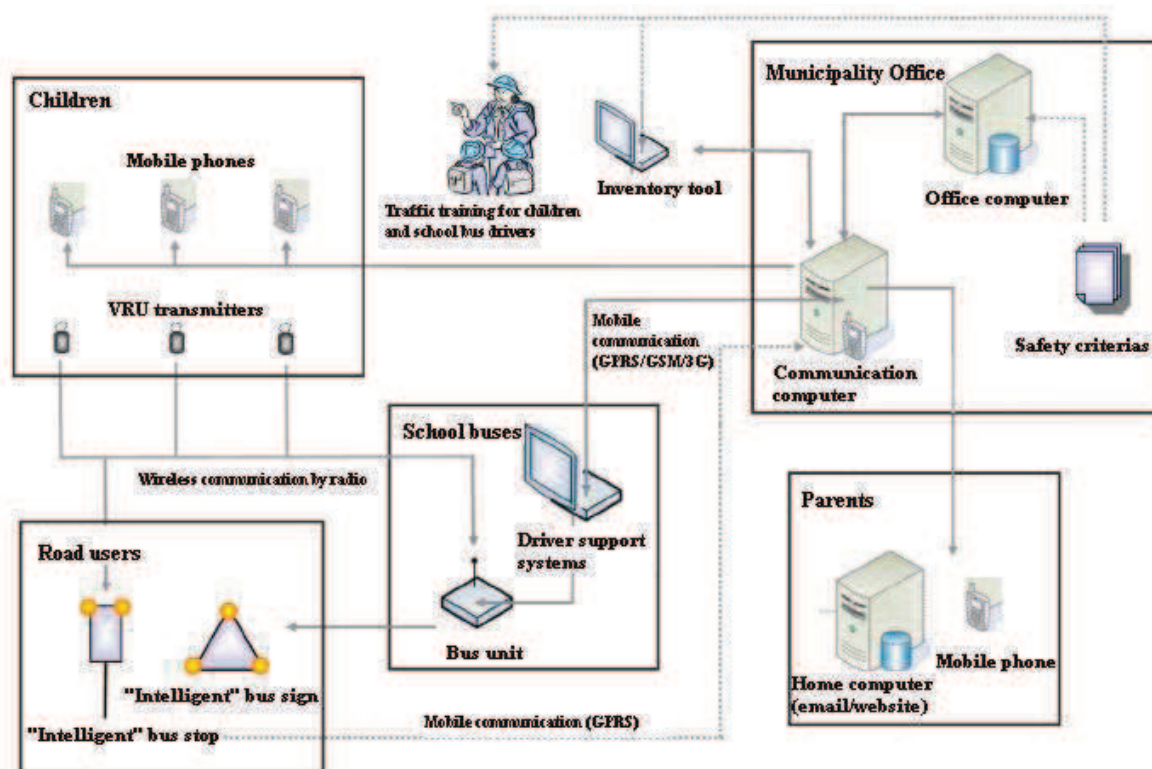 Children
Mobile phones
VRU transmitters
Traffic training for children
and school bus drivers
Inventory tool
Municipality Office
Office computer
Safety criterias
Communication
computer
Mobile
communication
(GPRS/GSM/3G)
School buses
Driver support
systems
Bus unit
Wireless communication by radio
Road users
"Intelligent" bus sign
"Intelligent" bus stop
Mobile communication (GPRS)
Parents
Mobile phone
Home computer
(email/website)